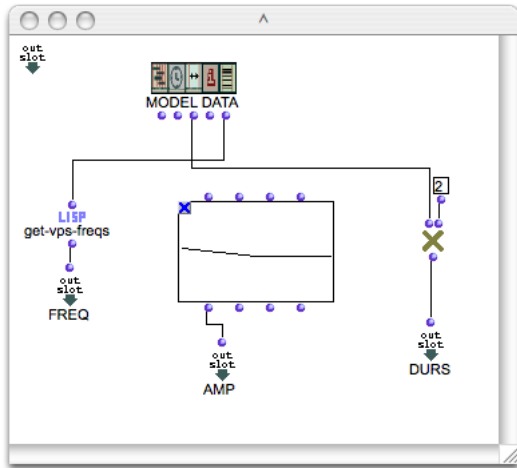 ^
out
slot
MODEL DATA
2
LISP
get-vps-freqs
out
slot
FREQ
out
slot
AMP
out
slot
DURS